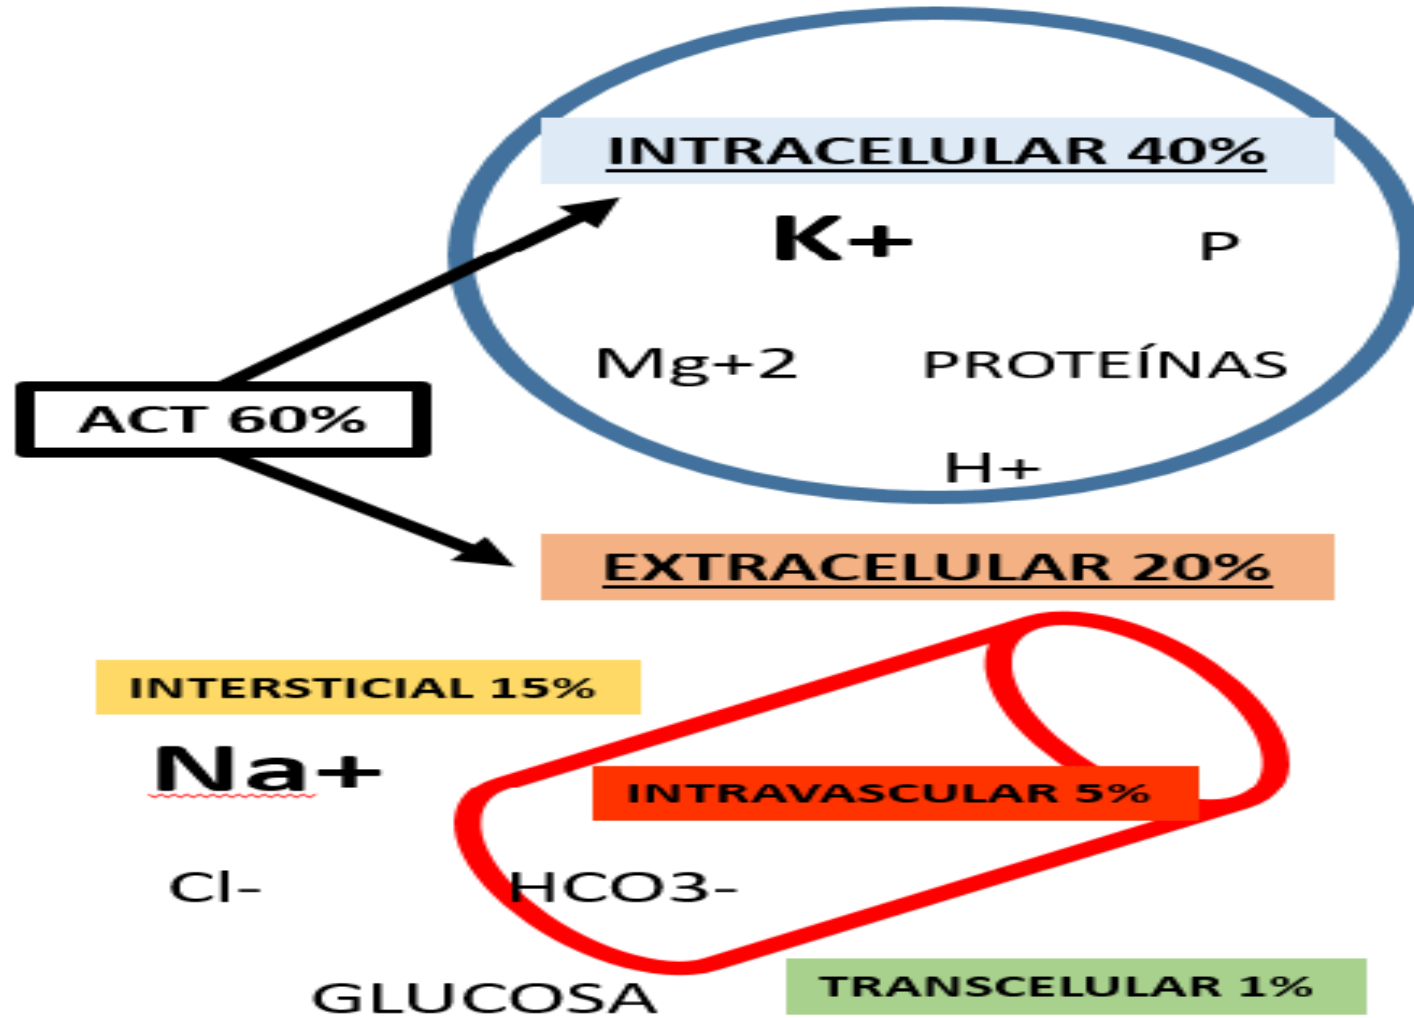 INTRACELULAR 40%
K+ P
Mg+2 PROTEÍNAS
ACT 60%
H+
EXTRACELULAR 20%
INTERSTICIAL 15%
Na+
INTRAVASCULAR 5%
Cl- HCO3-
TRANSCELULAR 1%
GLUCOSA